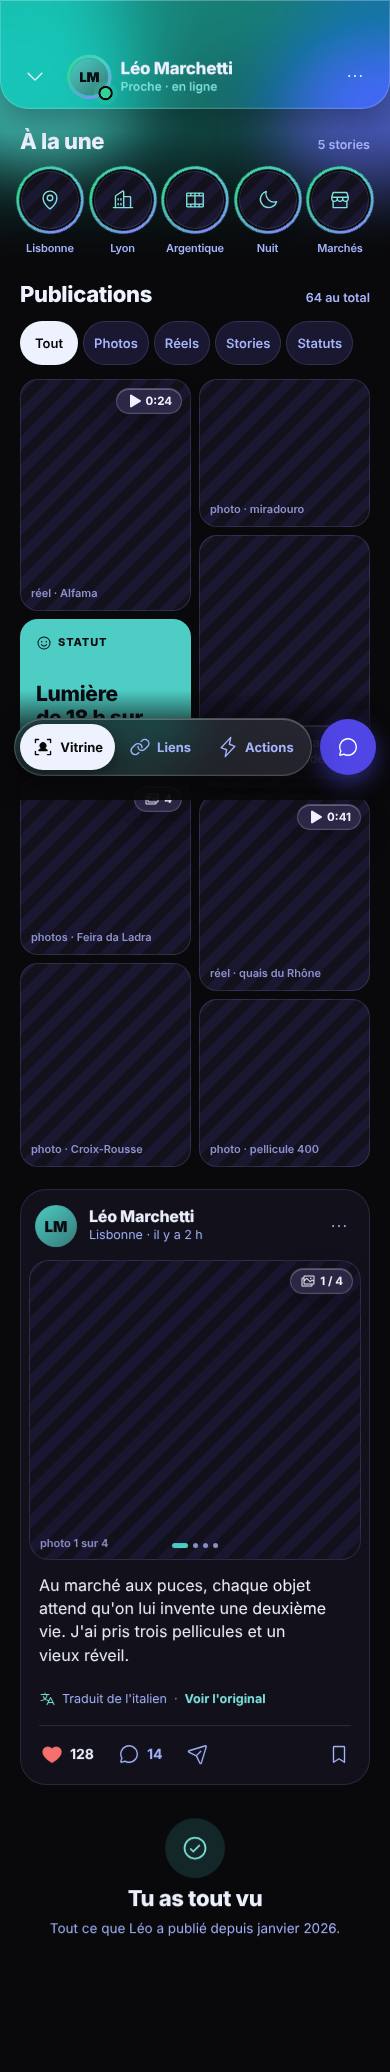 LM
Léo Marchetti
Proche · en ligne
À la une
5 stories
Lisbonne
Lyon
Argentique
Nuit
Marchés
Publications
64 au total
Tout
Photos
Réels
Stories
Statuts
0:24
réel · Alfama
photo · miradouro
STATUT
Lumière
de 18 h sur
Vitrine
Liens
Actions
4
photos · Feira da Ladra
0:41
réel · quais du Rhône
photo · Croix-Rousse
photo · pellicule 400
LM
Léo Marchetti
Lisbonne · il y a 2 h
1 / 4
photo 1 sur 4
Au marché aux puces, chaque objet
attend qu'on lui invente une deuxième
vie. J'ai pris trois pellicules et un
vieux réveil.
Traduit de l'italien · Voir l'original
128
14
Tu as tout vu
Tout ce que Léo a publié depuis janvier 2026.